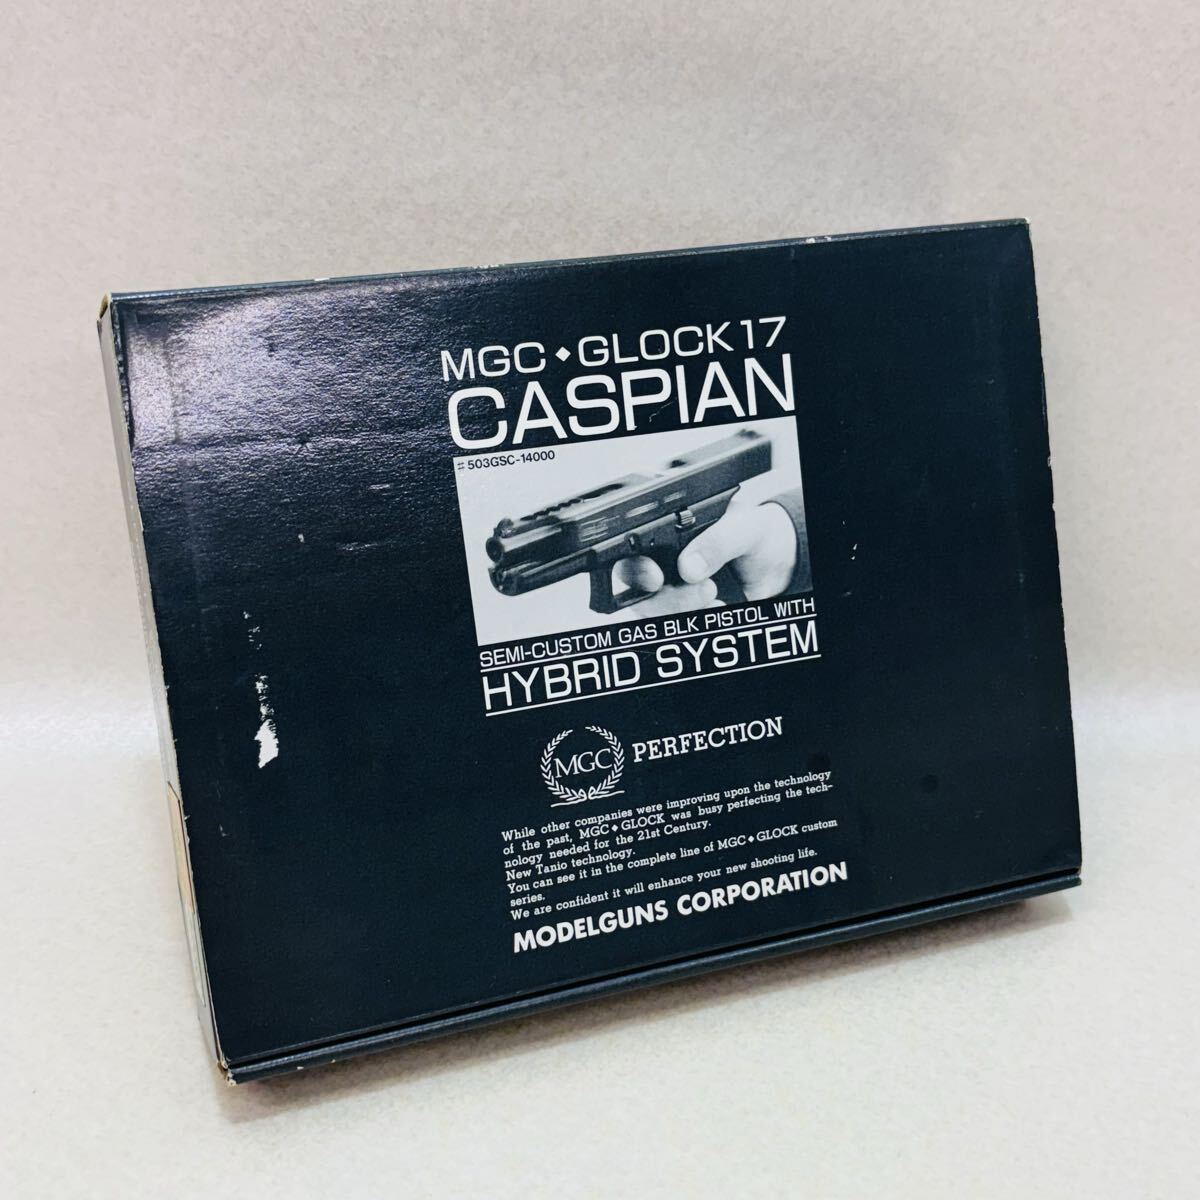 MGC◆GLOCK17
CASPIAN
#503GSC-14000
SEMI-CUSTOM GAS BLK PISTOL WITH
HYBRID SYSTEM
MGC PERFECTION
While other companies were improving upon the technology
of the past, MGC◆GLOCK was busy perfecting the tech-
nology needed for the 21st Century.
New Tanio technology.
You can see it in the complete line of MGC◆GLOCK custom
series.
We are confident it will enhance your new shooting life.
MODELGUNS CORPORATION